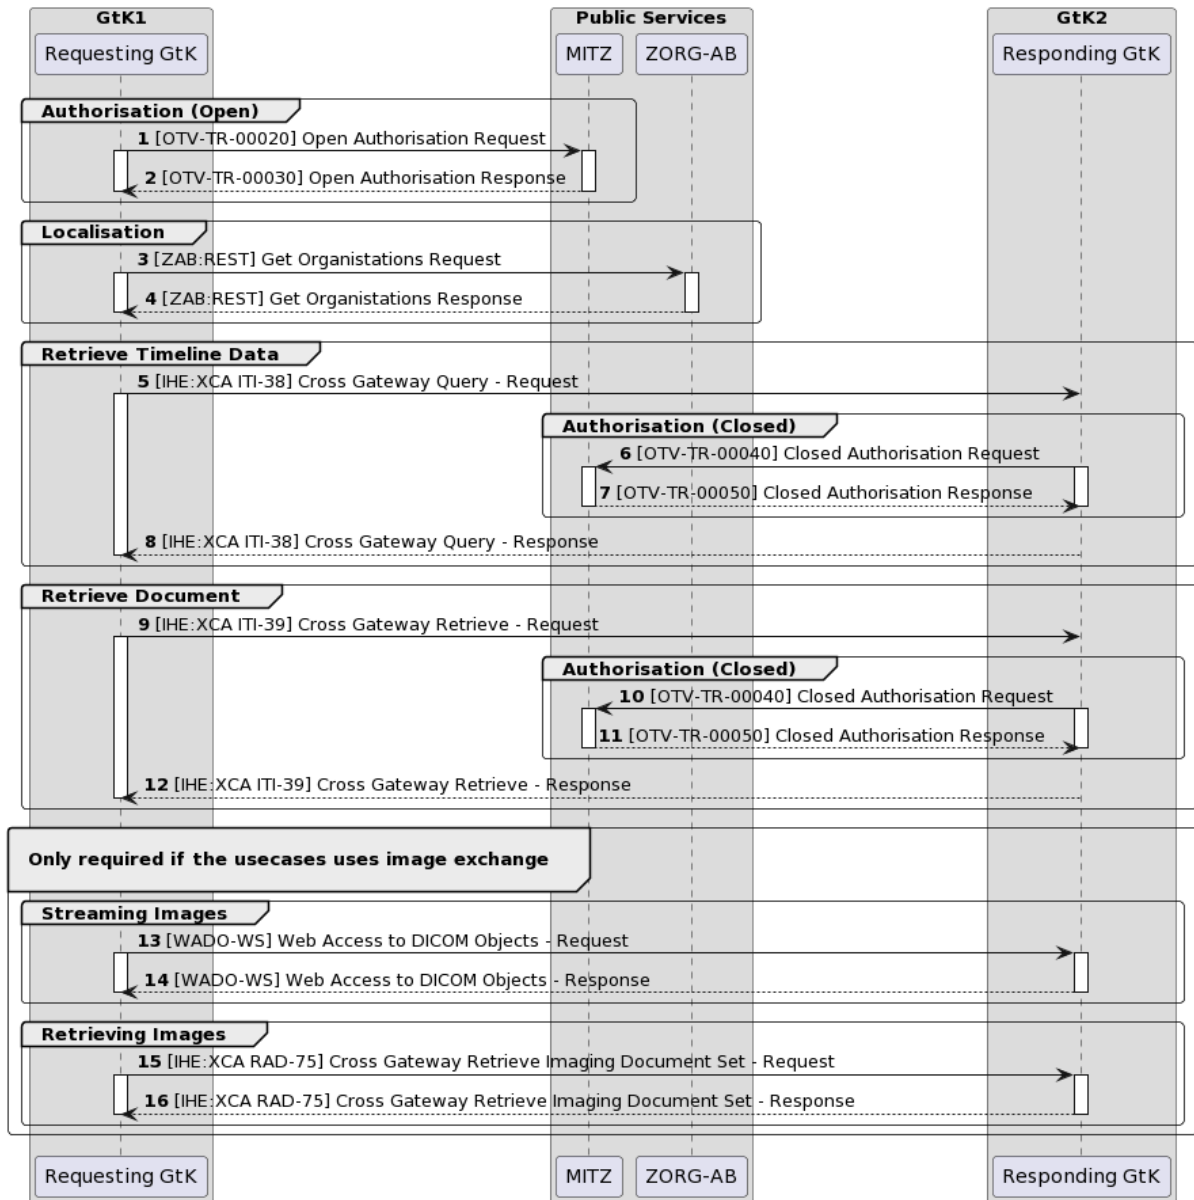 GtK1 Public Services GtK2
Requesting GtK MITZ ZORG-AB Responding GtK
Authorisation (Open)
1 [OTV-TR-00020] Open Authorisation Request
2 [OTV-TR-00030] Open Authorisation Response
Localisation
3 [ZAB:REST] Get Organistations Request
4 [ZAB:REST] Get Organistations Response
Retrieve Timeline Data
5 [IHE:XCA ITI-38] Cross Gateway Query - Request
Authorisation (Closed)
6 [OTV-TR-00040] Closed Authorisation Request
7 [OTV-TR-00050] Closed Authorisation Response
8 [IHE:XCA ITI-38] Cross Gateway Query - Response
Retrieve Document
9 [IHE:XCA ITI-39] Cross Gateway Retrieve - Request
Authorisation (Closed)
10 [OTV-TR-00040] Closed Authorisation Request
11 [OTV-TR-00050] Closed Authorisation Response
12 [IHE:XCA ITI-39] Cross Gateway Retrieve - Response
Only required if the usecases uses image exchange
Streaming Images
13 [WADO-WS] Web Access to DICOM Objects - Request
14 [WADO-WS] Web Access to DICOM Objects - Response
Retrieving Images
15 [IHE:XCA RAD-75] Cross Gateway Retrieve Imaging Document Set - Request
16 [IHE:XCA RAD-75] Cross Gateway Retrieve Imaging Document Set - Response
Requesting GtK MITZ ZORG-AB Responding GtK